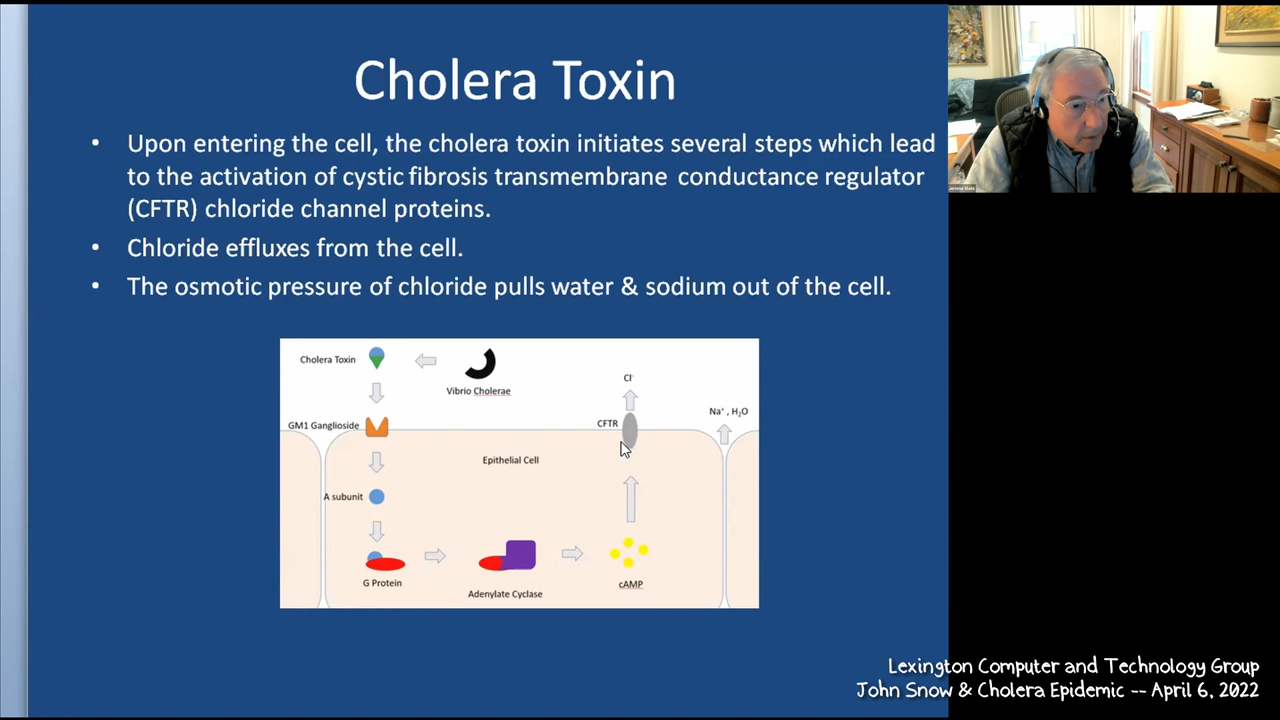 Cholera Toxin
• Upon entering the cell, the cholera toxin initiates several steps which lead
to the activation of cystic fibrosis transmembrane conductance regulator
(CFTR) chloride channel proteins.
• Chloride effluxes from the cell.
• The osmotic pressure of chloride pulls water & sodium out of the cell.
Cholera Toxin
Vibrio Cholerae
Cl⁻
GM1 Ganglioside
CFTR
Na⁺ , H₂O
Epithelial Cell
A subunit
G Protein
Adenylate Cyclase
cAMP
Lexington Computer and Technology Group
John Snow & Cholera Epidemic -- April 6, 2022